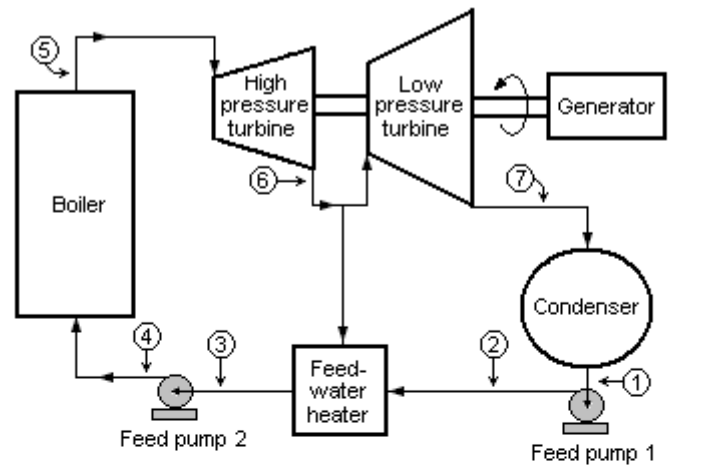 5
High
pressure
turbine
Low
pressure
turbine
Generator
6
7
Boiler
Condenser
4
3
2
1
Feed-
water
heater
Feed pump 2
Feed pump 1